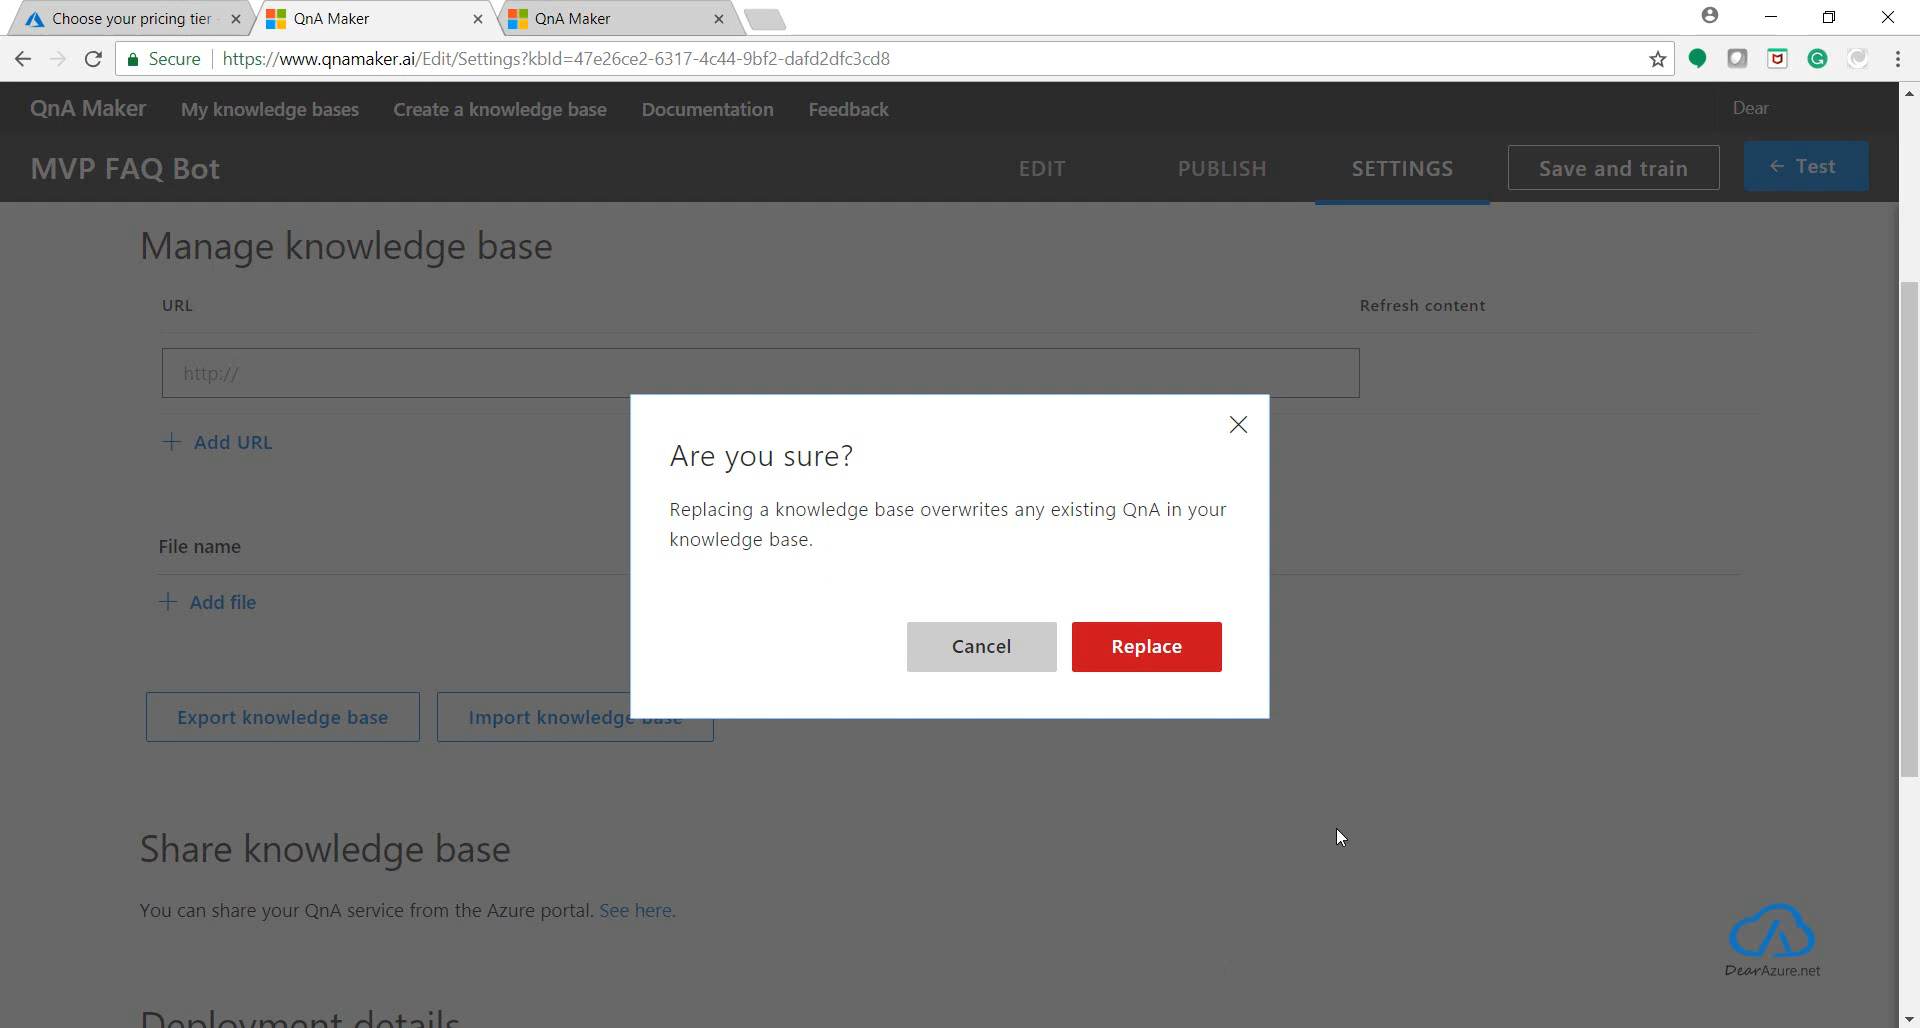 Choose your pricing tier
QnA Maker
QnA Maker
Secure
https://www.qnamaker.ai/Edit/Settings?kbId=47e26ce2-6317-4c44-9bf2-dafd2dfc3cd8
QnA Maker My knowledge bases Create a knowledge base Documentation Feedback Dear
MVP FAQ Bot EDIT PUBLISH SETTINGS Save and train ← Test
Manage knowledge base
URL Refresh content
http://
+ Add URL
Are you sure?
Replacing a knowledge base overwrites any existing QnA in your
knowledge base.
File name
+ Add file
Cancel Replace
Export knowledge base Import knowledge base
Share knowledge base
You can share your QnA service from the Azure portal. See here.
DearAzure.net
Deployment details